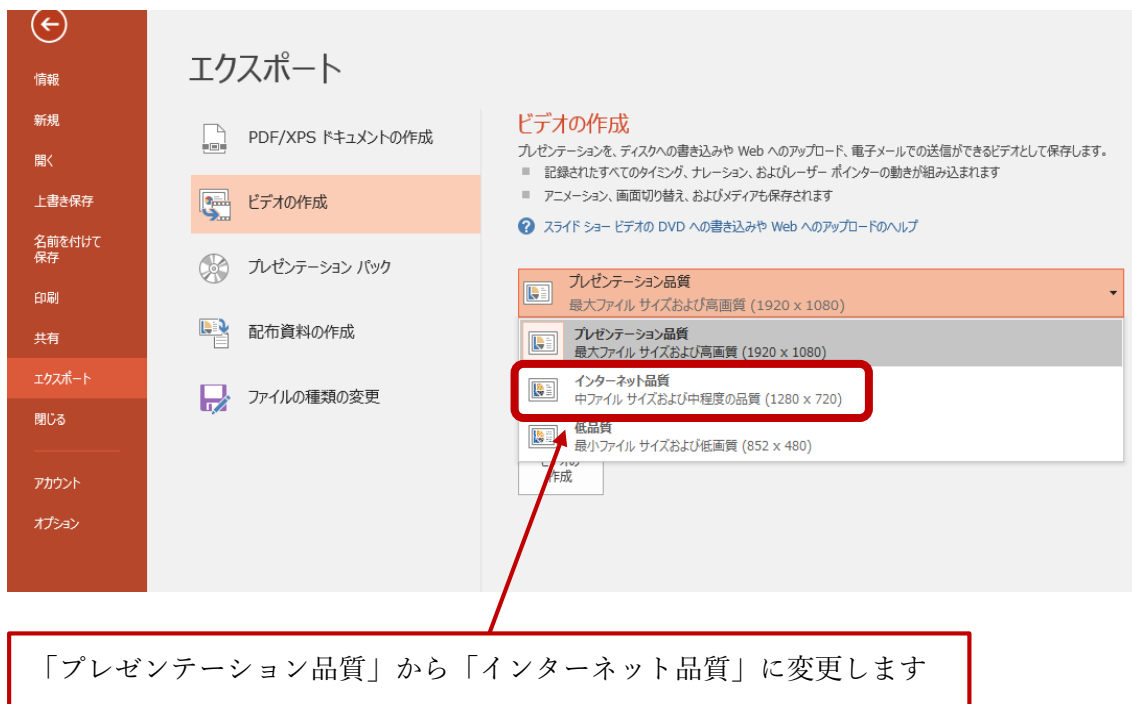 エクスポート
情報
新規
開く
上書き保存
名前を付けて
保存
印刷
共有
エクスポート
閉じる
アカウント
オプション
PDF/XPS ドキュメントの作成
ビデオの作成
プレゼンテーション パック
配布資料の作成
ファイルの種類の変更
ビデオの作成
プレゼンテーションを、ディスクへの書き込みや Web へのアップロード、電子メールでの送信ができるビデオとして保存します。
記録されたすべてのタイミング、ナレーション、およびレーザー ポインターの動きが組み込まれます
アニメーション、画面切り替え、およびメディアも保存されます
スライド ショー ビデオの DVD への書き込みや Web へのアップロードのヘルプ
プレゼンテーション品質
最大ファイル サイズおよび高画質 (1920 x 1080)
プレゼンテーション品質
最大ファイル サイズおよび高画質 (1920 x 1080)
インターネット品質
中ファイル サイズおよび中程度の品質 (1280 x 720)
低品質
最小ファイル サイズおよび低画質 (852 x 480)
作成
「プレゼンテーション品質」から「インターネット品質」に変更します